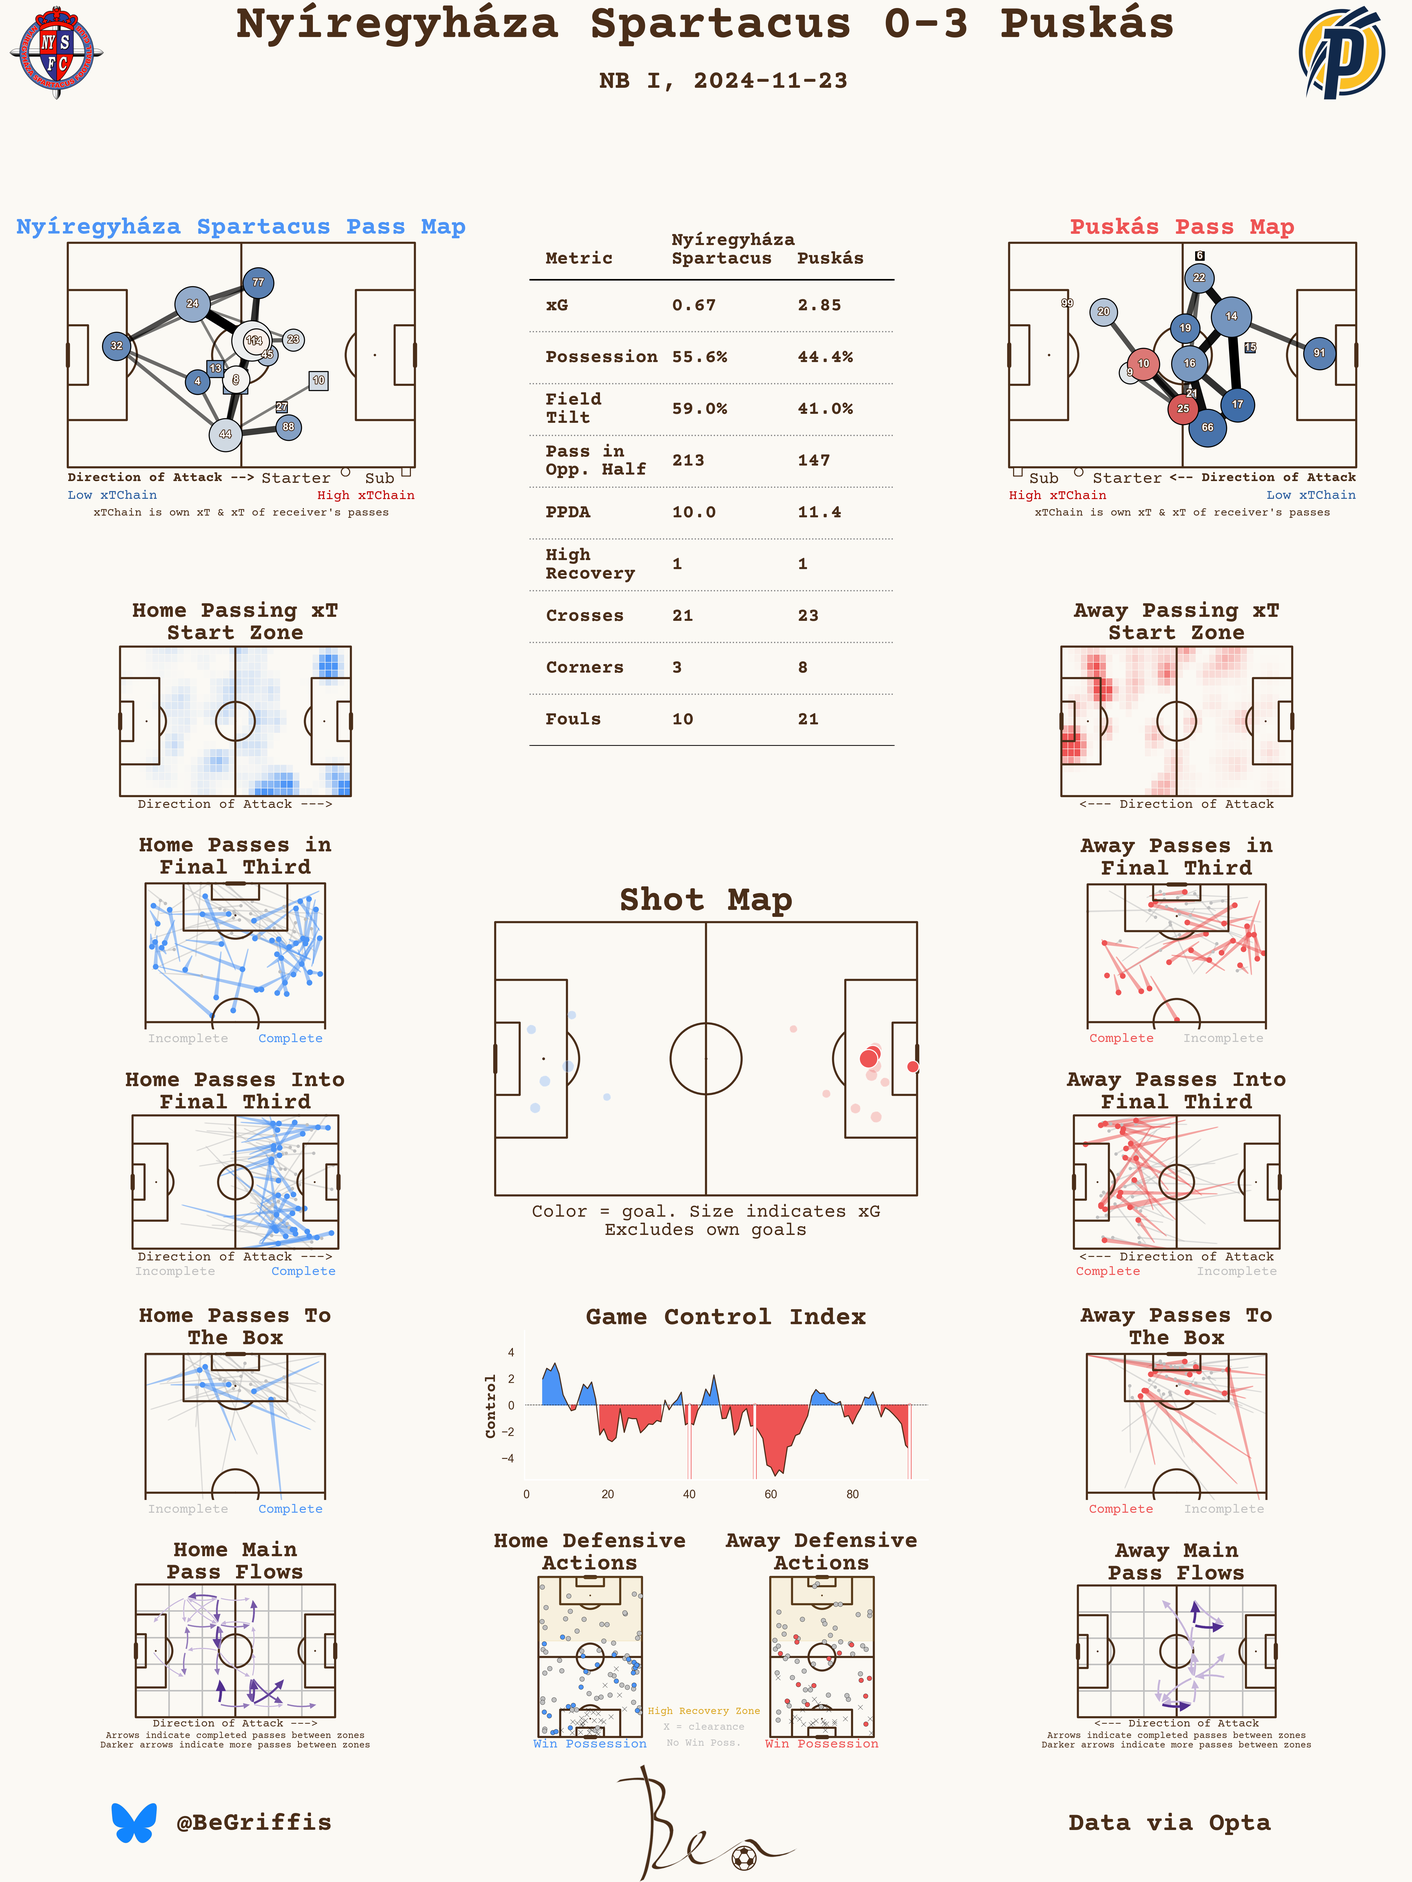 Nyíregyháza Spartacus 0-3 Puskás
NB I, 2024-11-23
NY S
F C
Nyíregyháza Spartacus Pass Map
77
24
32
23
45
13
4
8
10
27
88
44
Direction of Attack --> Starter Sub
Low xTChain High xTChain
xTChain is own xT & xT of receiver's passes
Metric Nyíregyháza Spartacus Puskás
xG 0.67 2.85
Possession 55.6% 44.4%
Field Tilt 59.0% 41.0%
Pass in Opp. Half 213 147
PPDA 10.0 11.4
High Recovery 1 1
Crosses 21 23
Corners 3 8
Fouls 10 21
Puskás Pass Map
6
22
99
20
14
19
15
91
10
16
9
21
25
17
66
Sub Starter <-- Direction of Attack
High xTChain Low xTChain
xTChain is own xT & xT of receiver's passes
Home Passing xT
Start Zone
Direction of Attack --->
Away Passing xT
Start Zone
<--- Direction of Attack
Home Passes in
Final Third
Incomplete Complete
Away Passes in
Final Third
Complete Incomplete
Shot Map
Color = goal. Size indicates xG
Excludes own goals
Home Passes Into
Final Third
Direction of Attack --->
Incomplete Complete
Away Passes Into
Final Third
<--- Direction of Attack
Complete Incomplete
Home Passes To
The Box
Incomplete Complete
Game Control Index
Control
4
2
0
−2
−4
0 20 40 60 80
Away Passes To
The Box
Complete Incomplete
Home Main
Pass Flows
Direction of Attack --->
Arrows indicate completed passes between zones
Darker arrows indicate more passes between zones
Home Defensive
Actions
Win Possession
High Recovery Zone
X = clearance
No Win Poss.
Away Defensive
Actions
Win Possession
Away Main
Pass Flows
<--- Direction of Attack
Arrows indicate completed passes between zones
Darker arrows indicate more passes between zones
@BeGriffis
Ben
Data via Opta